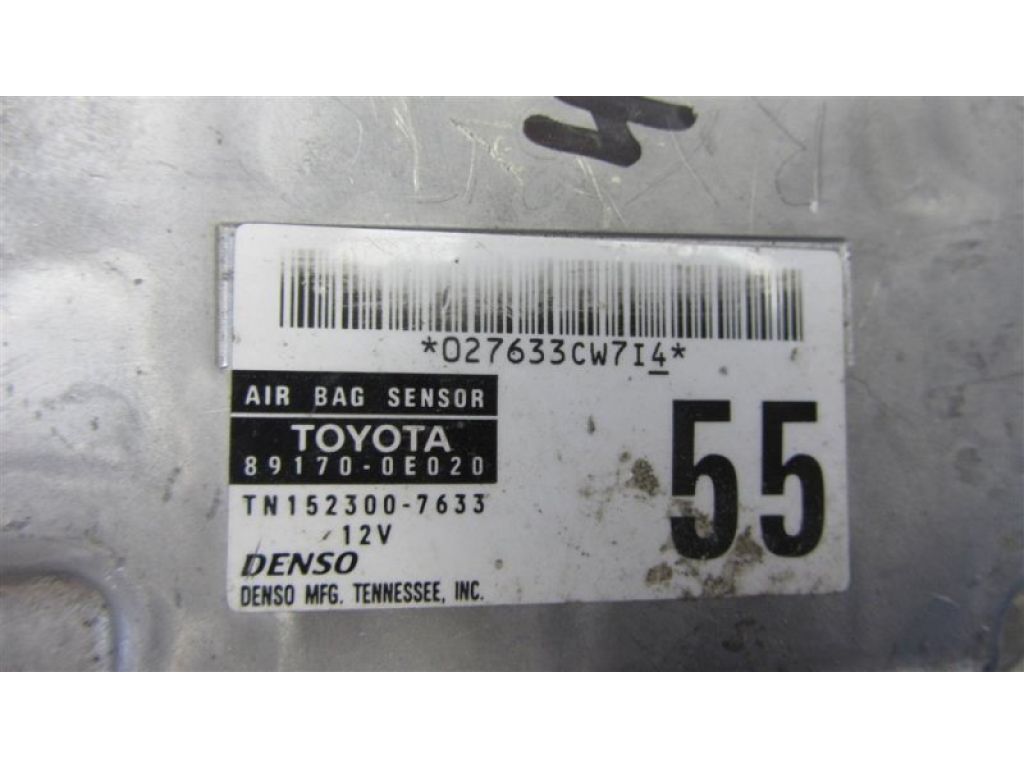 *027633CW7I4*
AIR BAG SENSOR
TOYOTA
89170-0E020
TN152300-7633
12V
DENSO
DENSO MFG. TENNESSEE, INC.
55